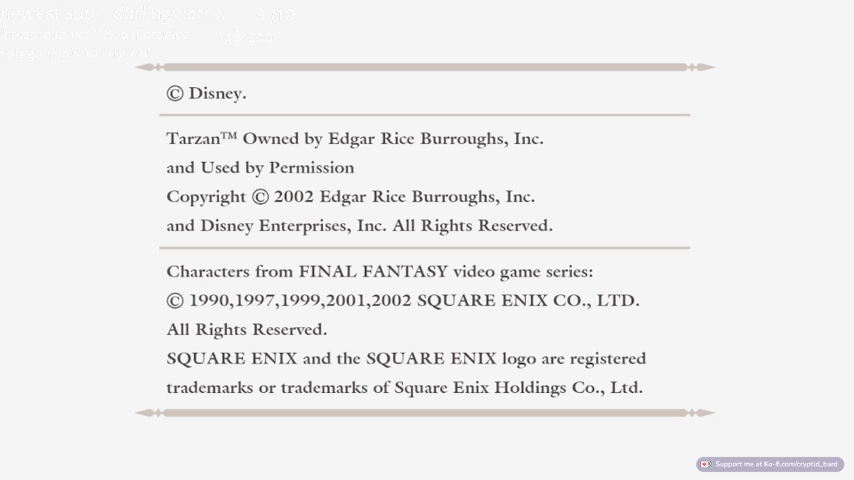 newest sub
© Disney.
Tarzan™ Owned by Edgar Rice Burroughs, Inc.
and Used by Permission
Copyright © 2002 Edgar Rice Burroughs, Inc.
and Disney Enterprises, Inc. All Rights Reserved.
Characters from FINAL FANTASY video game series:
© 1990,1997,1999,2001,2002 SQUARE ENIX CO., LTD.
All Rights Reserved.
SQUARE ENIX and the SQUARE ENIX logo are registered
trademarks or trademarks of Square Enix Holdings Co., Ltd.
Support me at Ko-fi.com/cryptid_bard